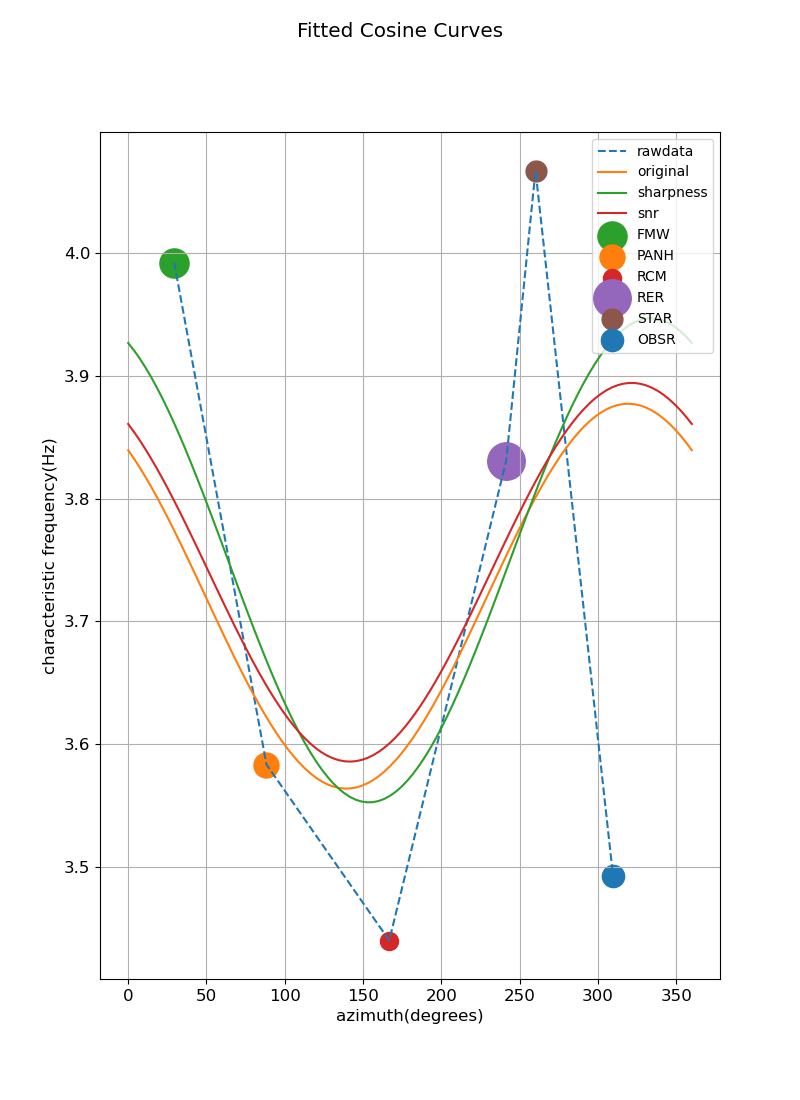 Fitted Cosine Curves
rawdata
original
sharpness
snr
FMW
PANH
RCM
RER
STAR
OBSR
characteristic frequency(Hz)
4.0
3.9
3.8
3.7
3.6
3.5
0 50 100 150 200 250 300 350
azimuth(degrees)